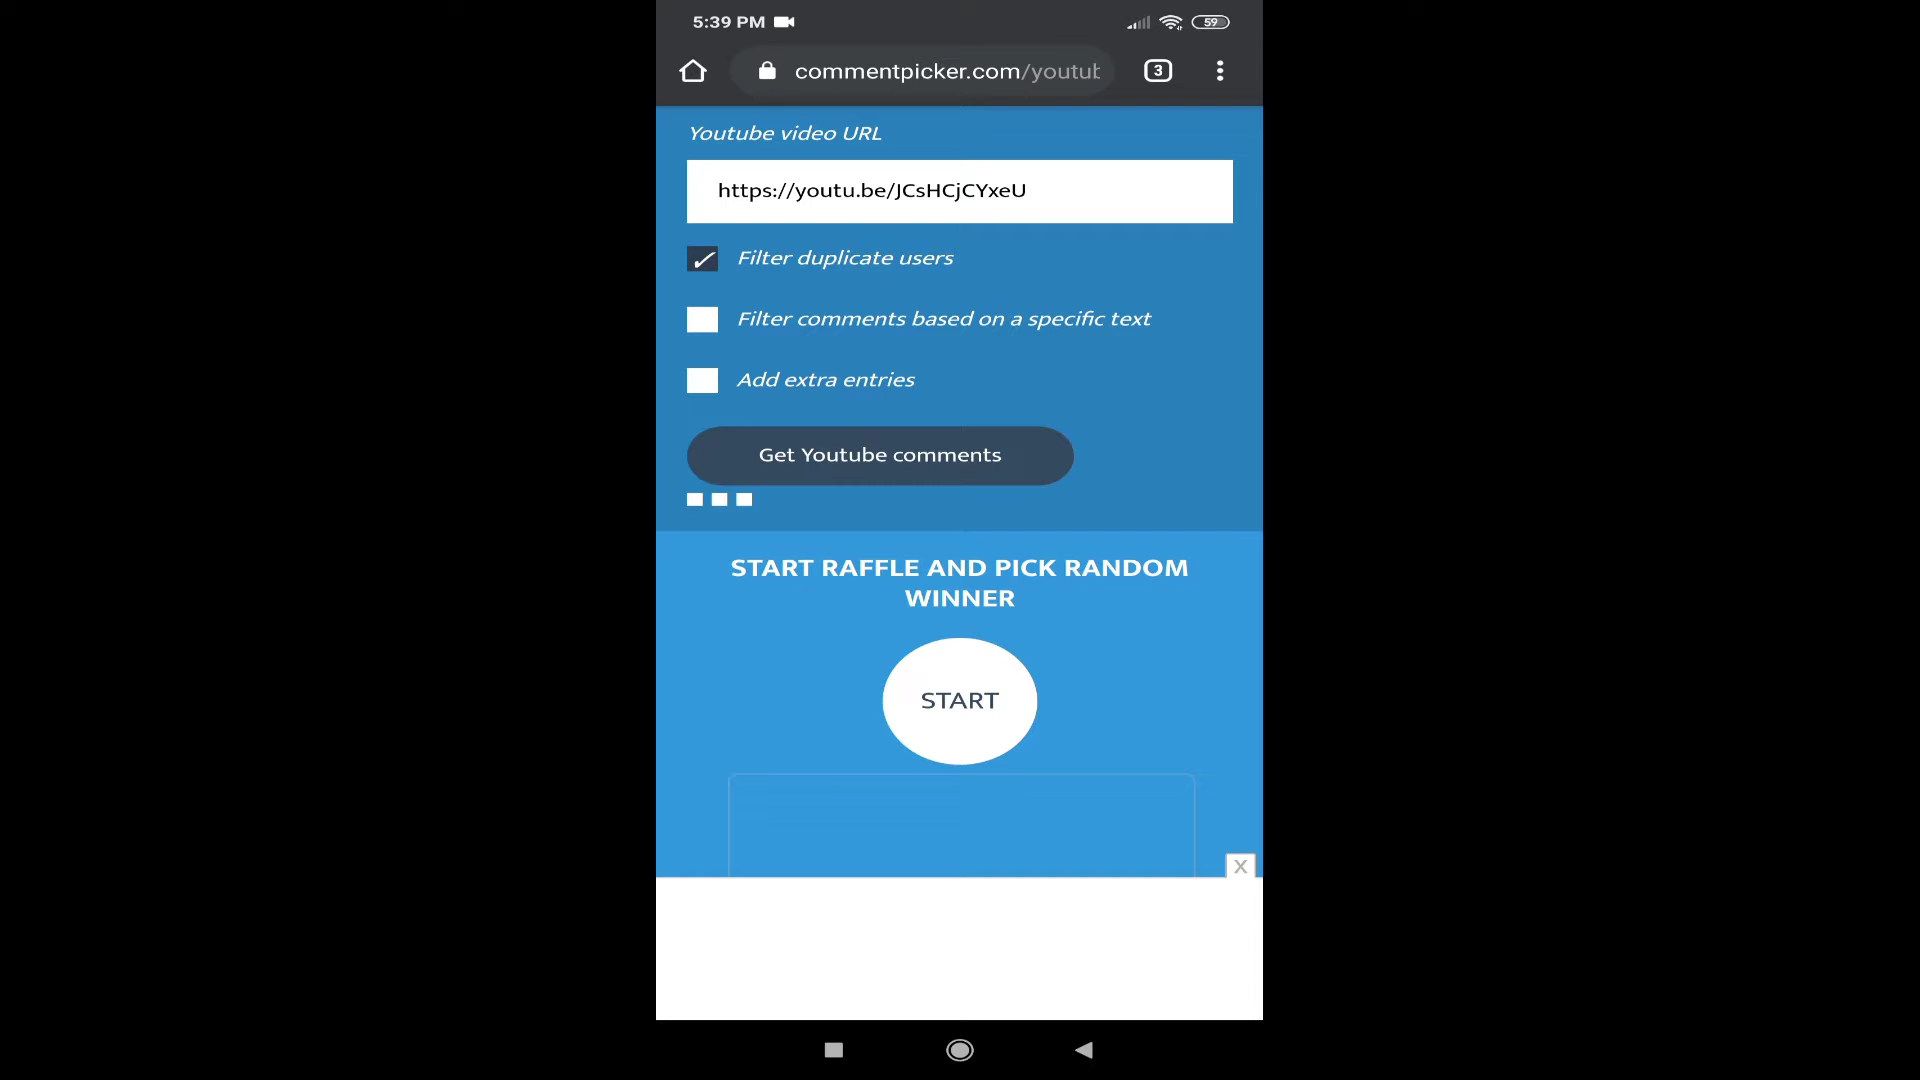 5:39 PM
59
commentpicker.com/youtub
3
Youtube video URL
https://youtu.be/JCsHCjCYxeU
Filter duplicate users
Filter comments based on a specific text
Add extra entries
Get Youtube comments
START RAFFLE AND PICK RANDOM
WINNER
START
X